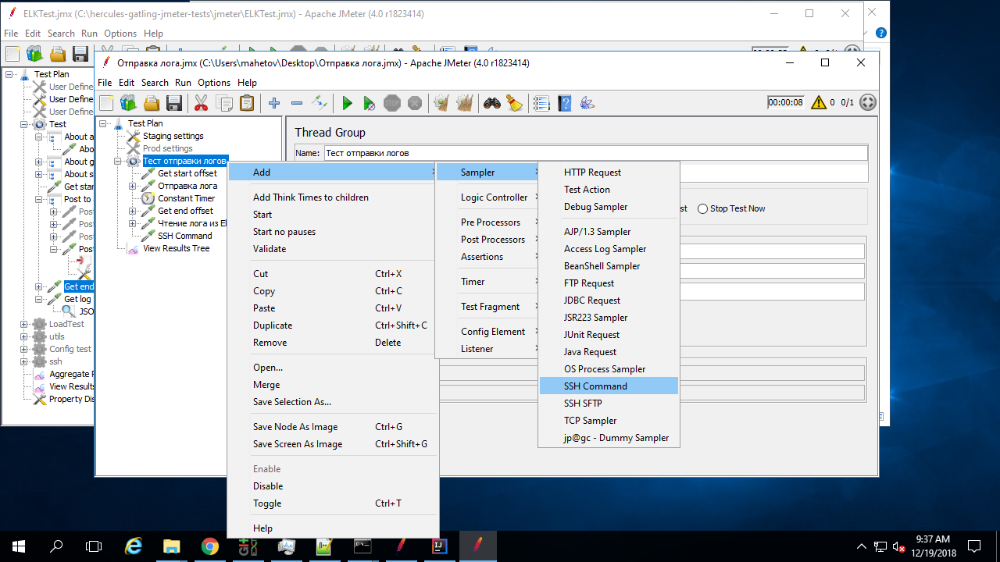 ELKTest.jmx (C:\hercules-gatling-jmeter-tests\jmeter\ELKTest.jmx) - Apache JMeter (4.0 r1823414)
File Edit Search Run Options Help
Test Plan
User Define
User Define
User Define
Test
About a
Abo
About g
About s
Get star
Post to
Post
Post
Post
Post
Get end
Get log
JSO
LoadTest
utils
Config test
ssh
Aggregate R
View Results
Property Dis
Отправка лога.jmx (C:\Users\mahetov\Desktop\Отправка лога.jmx) - Apache JMeter (4.0 r1823414)
File Edit Search Run Options Help
00:00:08 0 0/1
Test Plan
Staging settings
Prod settings
Тест отправки логов
Get start offset
Отправка лога
Constant Timer
Get end offset
Чтение лога из El
SSH Command
View Results Tree
Thread Group
Name: Тест отправки логов
st Stop Test Now
Add
Add Think Times to children
Start
Start no pauses
Validate
Cut Ctrl+X
Copy Ctrl+C
Paste Ctrl+V
Duplicate Ctrl+Shift+C
Remove Delete
Open...
Merge
Save Selection As...
Save Node As Image Ctrl+G
Save Screen As Image Ctrl+Shift+G
Enable
Disable
Toggle Ctrl+T
Help
Sampler
Logic Controller
Pre Processors
Post Processors
Assertions
Timer
Test Fragment
Config Element
Listener
HTTP Request
Test Action
Debug Sampler
AJP/1.3 Sampler
Access Log Sampler
BeanShell Sampler
FTP Request
JDBC Request
JSR223 Sampler
JUnit Request
Java Request
OS Process Sampler
SSH Command
SSH SFTP
TCP Sampler
jp@gc - Dummy Sampler
9:37 AM
12/19/2018